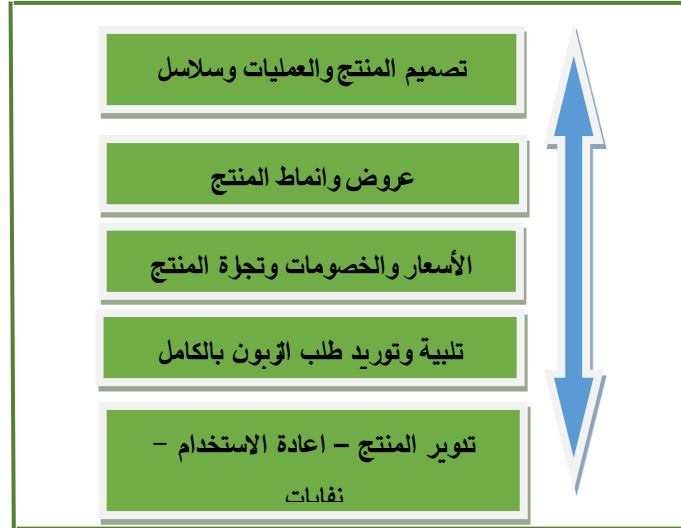 تصميم المنتج والعمليات وسلاسل
عروض وانماط المنتج
الأسعار والخصومات وتجارة المنتج
تلبية وتوريد طلب الزبون بالكامل
تدوير المنتج – اعادة الاستخدام –
نفايات